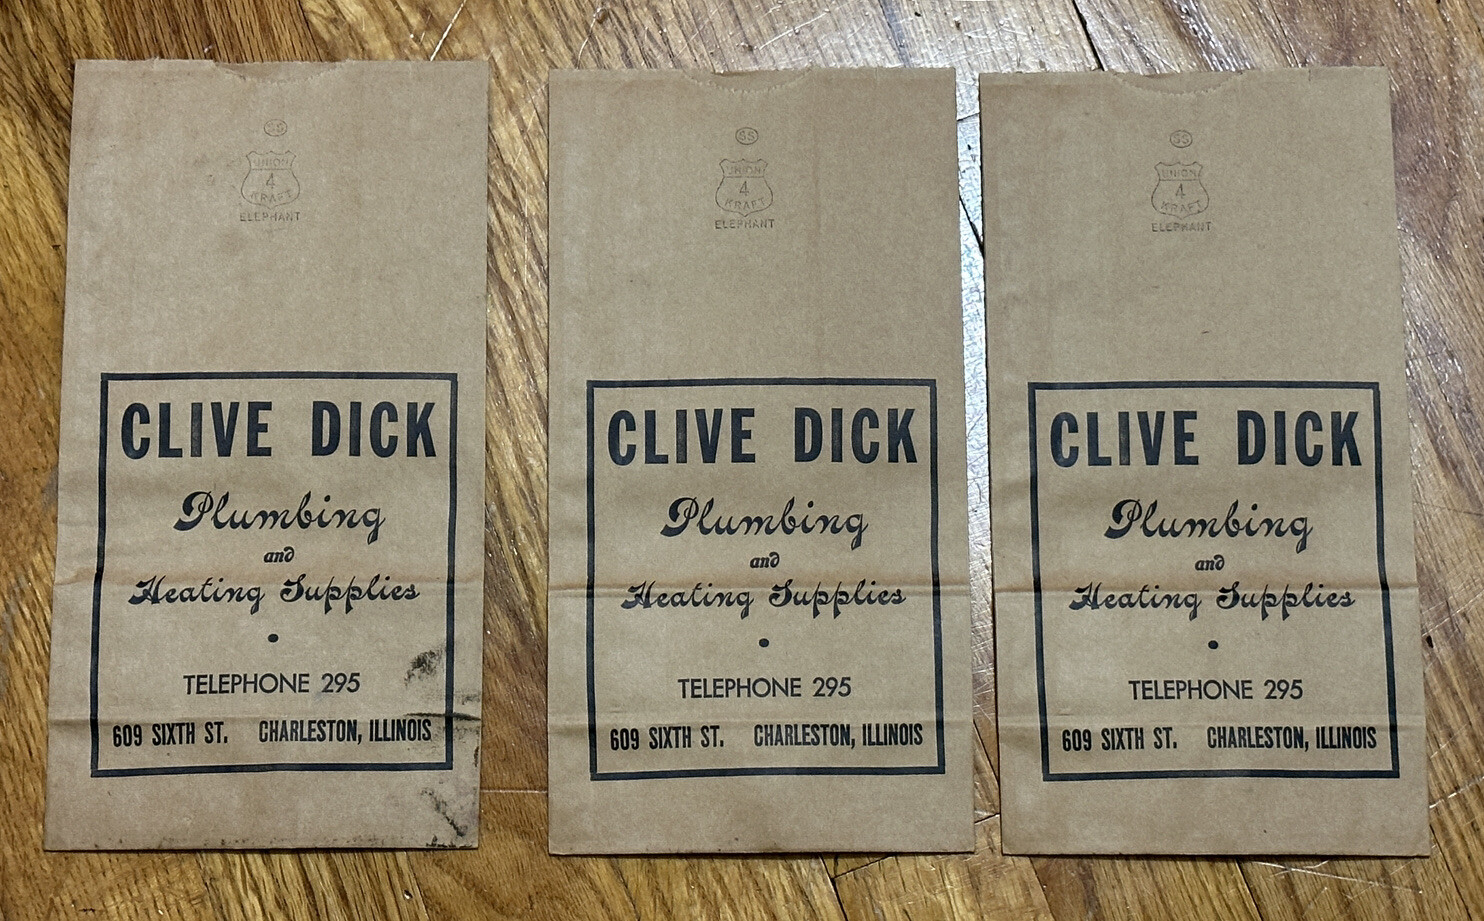 SS
UNION
4
KRAFT
ELEPHANT
CLIVE DICK
Plumbing
and
Heating Supplies
•
TELEPHONE 295
609 SIXTH ST. CHARLESTON, ILLINOIS
SS
UNION
4
KRAFT
ELEPHANT
CLIVE DICK
Plumbing
and
Heating Supplies
•
TELEPHONE 295
609 SIXTH ST. CHARLESTON, ILLINOIS
SS
UNION
4
KRAFT
ELEPHANT
CLIVE DICK
Plumbing
and
Heating Supplies
•
TELEPHONE 295
609 SIXTH ST. CHARLESTON, ILLINOIS